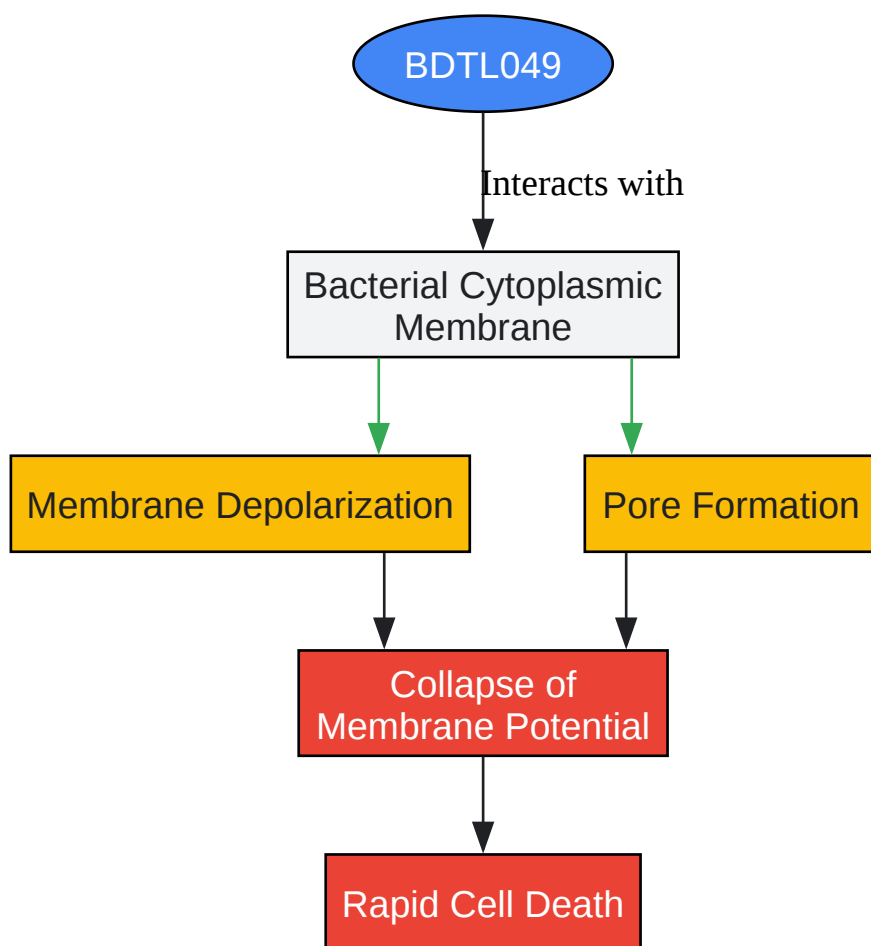 BDTL049
Interacts with
Bacterial Cytoplasmic
Membrane
Membrane Depolarization
Pore Formation
Collapse of
Membrane Potential
Rapid Cell Death